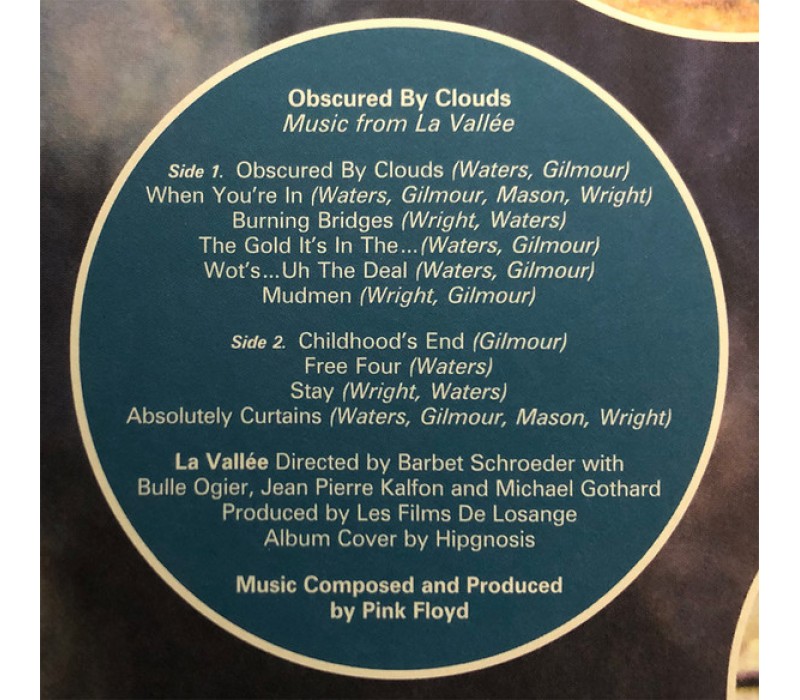 Obscured By Clouds
Music from La Vallée
Side 1. Obscured By Clouds (Waters, Gilmour)
When You're In (Waters, Gilmour, Mason, Wright)
Burning Bridges (Wright, Waters)
The Gold It's In The...(Waters, Gilmour)
Wot's...Uh The Deal (Waters, Gilmour)
Mudmen (Wright, Gilmour)
Side 2. Childhood's End (Gilmour)
Free Four (Waters)
Stay (Wright, Waters)
Absolutely Curtains (Waters, Gilmour, Mason, Wright)
La Vallée Directed by Barbet Schroeder with
Bulle Ogier, Jean Pierre Kalfon and Michael Gothard
Produced by Les Films De Losange
Album Cover by Hipgnosis
Music Composed and Produced
by Pink Floyd